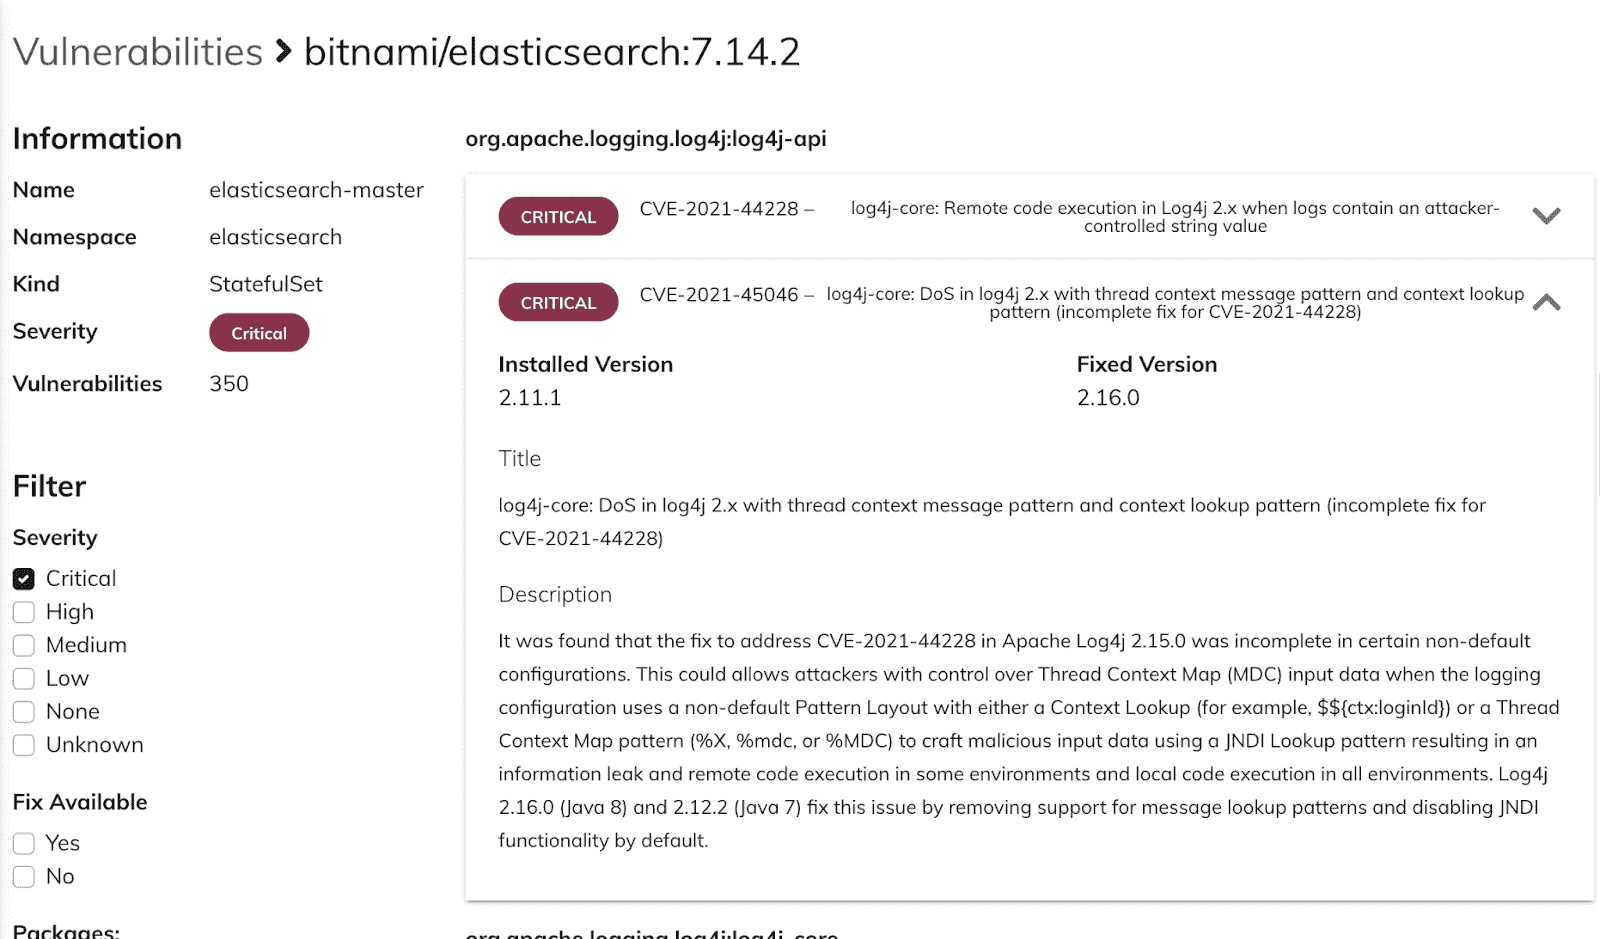 Vulnerabilities > bitnami/elasticsearch:7.14.2
Information
Name elasticsearch-master
Namespace elasticsearch
Kind StatefulSet
Severity Critical
Vulnerabilities 350
Filter
Severity
Critical
High
Medium
Low
None
Unknown
Fix Available
Yes
No
Packages:
org.apache.logging.log4j:log4j-api
CRITICAL CVE-2021-44228 – log4j-core: Remote code execution in Log4j 2.x when logs contain an attacker-
controlled string value
CRITICAL CVE-2021-45046 – log4j-core: DoS in log4j 2.x with thread context message pattern and context lookup
pattern (incomplete fix for CVE-2021-44228)
Installed Version Fixed Version
2.11.1 2.16.0
Title
log4j-core: DoS in log4j 2.x with thread context message pattern and context lookup pattern (incomplete fix for
CVE-2021-44228)
Description
It was found that the fix to address CVE-2021-44228 in Apache Log4j 2.15.0 was incomplete in certain non-default
configurations. This could allows attackers with control over Thread Context Map (MDC) input data when the logging
configuration uses a non-default Pattern Layout with either a Context Lookup (for example, $${ctx:loginId}) or a Thread
Context Map pattern (%X, %mdc, or %MDC) to craft malicious input data using a JNDI Lookup pattern resulting in an
information leak and remote code execution in some environments and local code execution in all environments. Log4j
2.16.0 (Java 8) and 2.12.2 (Java 7) fix this issue by removing support for message lookup patterns and disabling JNDI
functionality by default.
org.apache.logging.log4j:log4j-core